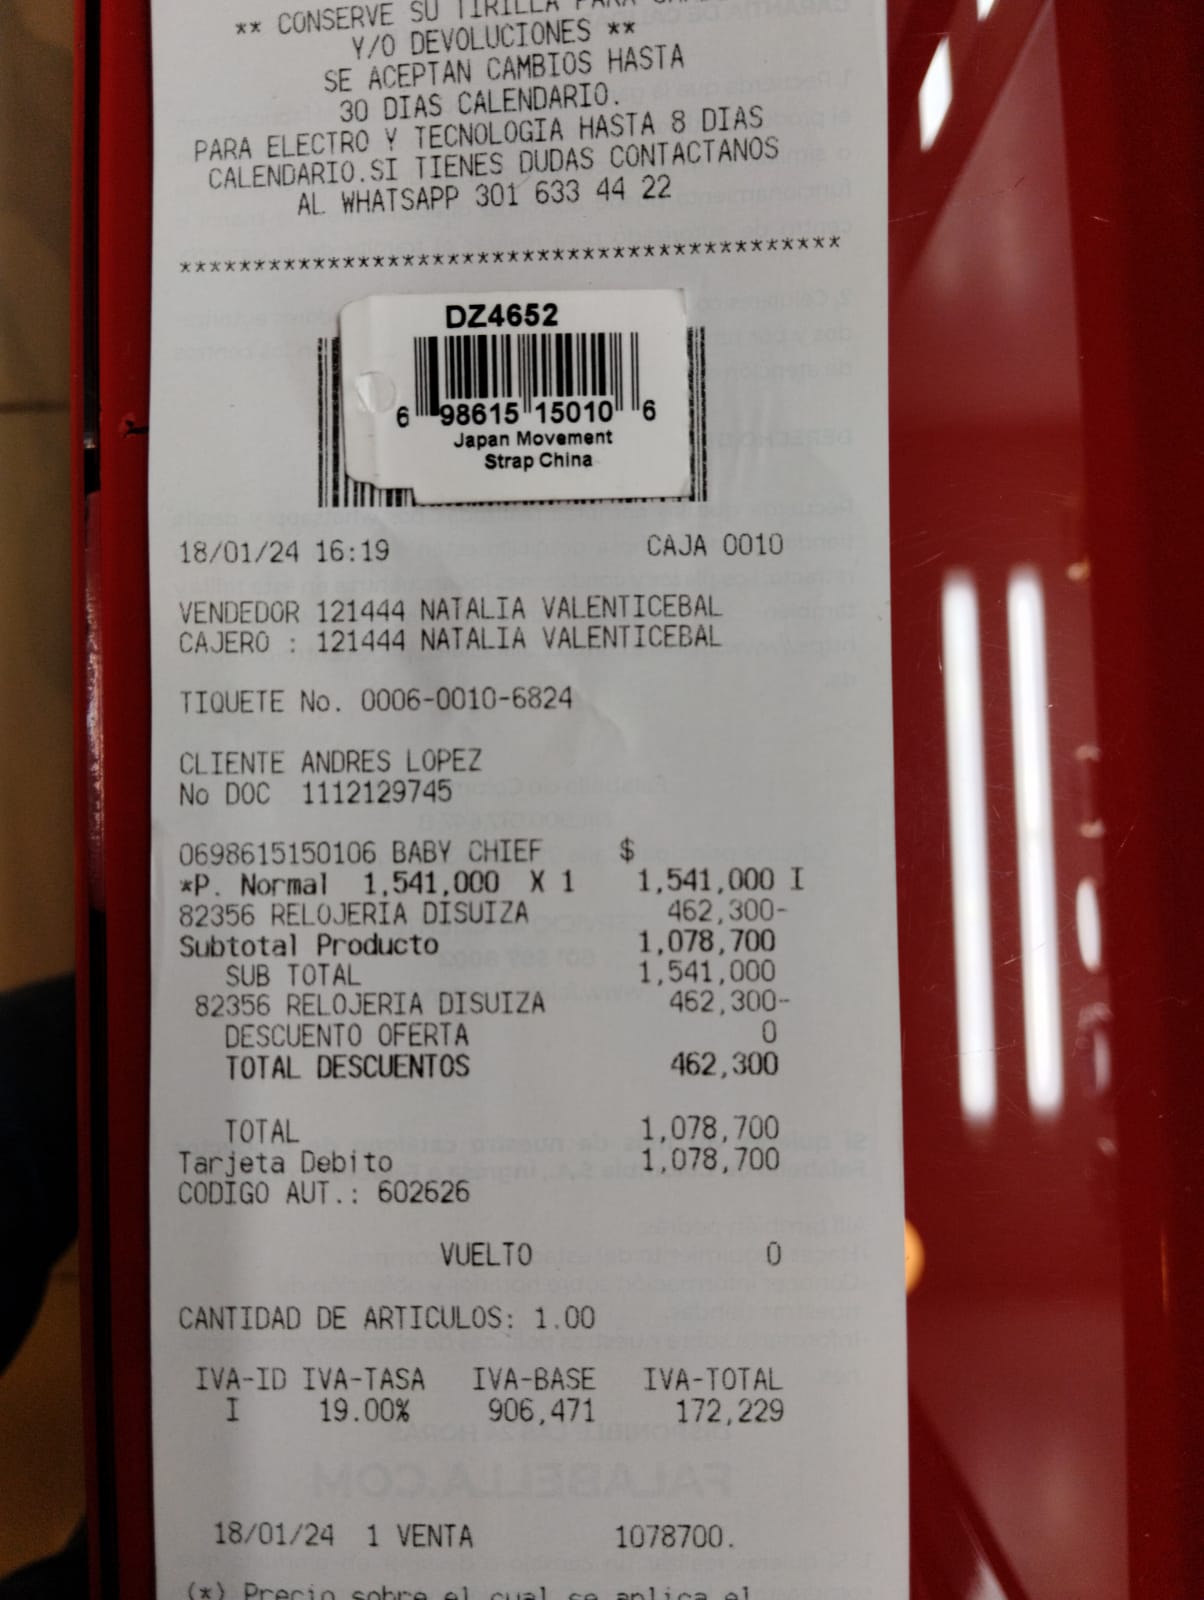 ** CONSERVE SU TIRILLA PARA
Y/O DEVOLUCIONES **
SE ACEPTAN CAMBIOS HASTA
30 DIAS CALENDARIO.
PARA ELECTRO Y TECNOLOGIA HASTA 8 DIAS
CALENDARIO.SI TIENES DUDAS CONTACTANOS
AL WHATSAPP 301 633 44 22
*******************************************
DZ4652
6 98615 15010 6
Japan Movement
Strap China
18/01/24 16:19 CAJA 0010
VENDEDOR 121444 NATALIA VALENTICEBAL
CAJERO : 121444 NATALIA VALENTICEBAL
TIQUETE No. 0006-0010-6824
CLIENTE ANDRES LOPEZ
No DOC 1112129745
0698615150106 BABY CHIEF $
*P. Normal 1,541,000 X 1 1,541,000 I
82356 RELOJERIA DISUIZA 462,300-
Subtotal Producto 1,078,700
SUB TOTAL 1,541,000
82356 RELOJERIA DISUIZA 462,300-
DESCUENTO OFERTA 0
TOTAL DESCUENTOS 462,300
TOTAL 1,078,700
Tarjeta Debito 1,078,700
CODIGO AUT.: 602626
VUELTO 0
CANTIDAD DE ARTICULOS: 1.00
IVA-ID IVA-TASA IVA-BASE IVA-TOTAL
I 19.00% 906,471 172,229
18/01/24 1 VENTA 1078700.
(*) Precio sobre el cual se aplica el